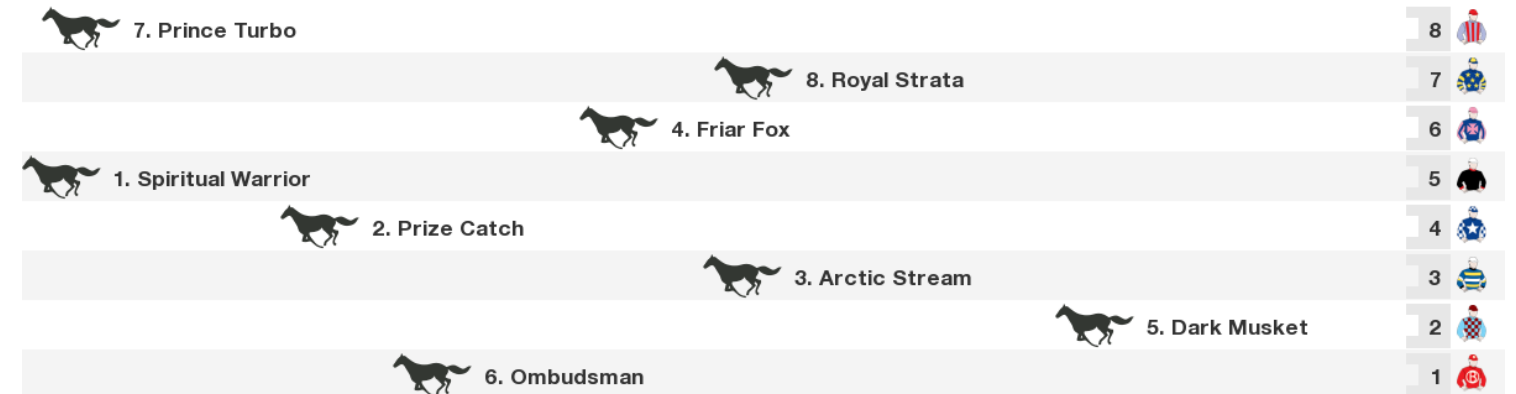 7. Prince Turbo 8
8. Royal Strata 7
4. Friar Fox 6
1. Spiritual Warrior 5
2. Prize Catch 4
3. Arctic Stream 3
5. Dark Musket 2
6. Ombudsman 1